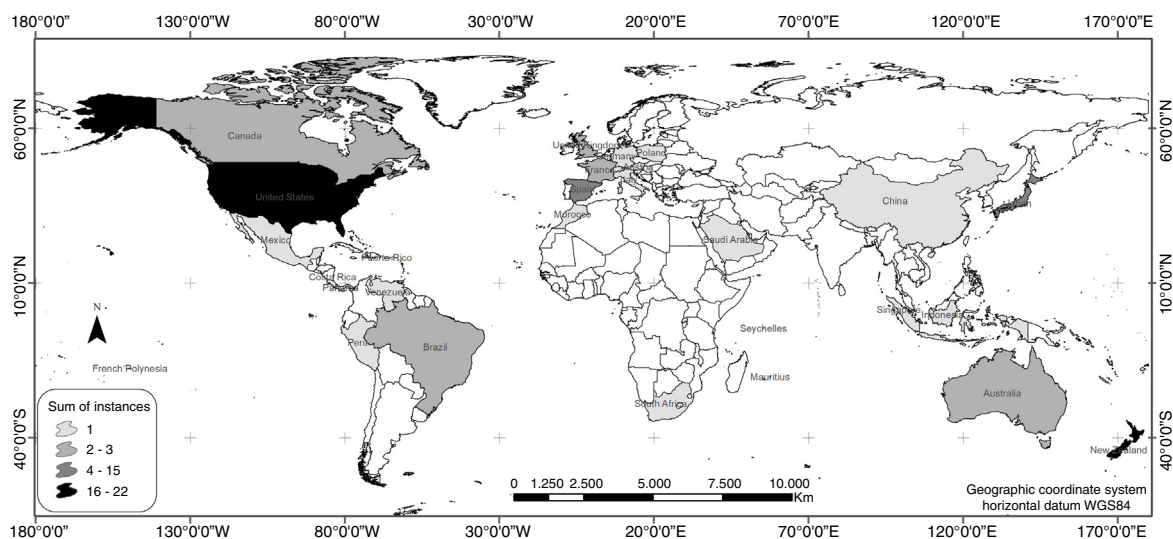 180°0'0" 130°0’0”W 80°0’0”W 30°0’0”W 20°0’0”E 70°0’0”E 120°0’0”E 170°0’0”E
60°0’0”N
60°0’0”N
Canada
United Kingdom
Poland
France
Spain
United States
China
Morocco
Mexico
Saudi Arabia
Puerto Rico
10°0’0”N
10°0’0”N
Costa Rica
Panama
Venezuela
Singapore
Indonesia
N
Seychelles
Peru
Brazil
French Polynesia
Mauritius
Australia
South Africa
Sum of instances
1
2 - 3
4 - 15
16 - 22
40°0’0”S
40°0’0”S
New Zealand
0 1.250 2.500 5.000 7.500 10.000
Km
Geographic coordinate system
horizontal datum WGS84
180°0’0” 130°0’0”W 80°0’0”W 30°0’0”W 20°0’0”E 70°0’0”E 120°0’0”E 170°0’0”E